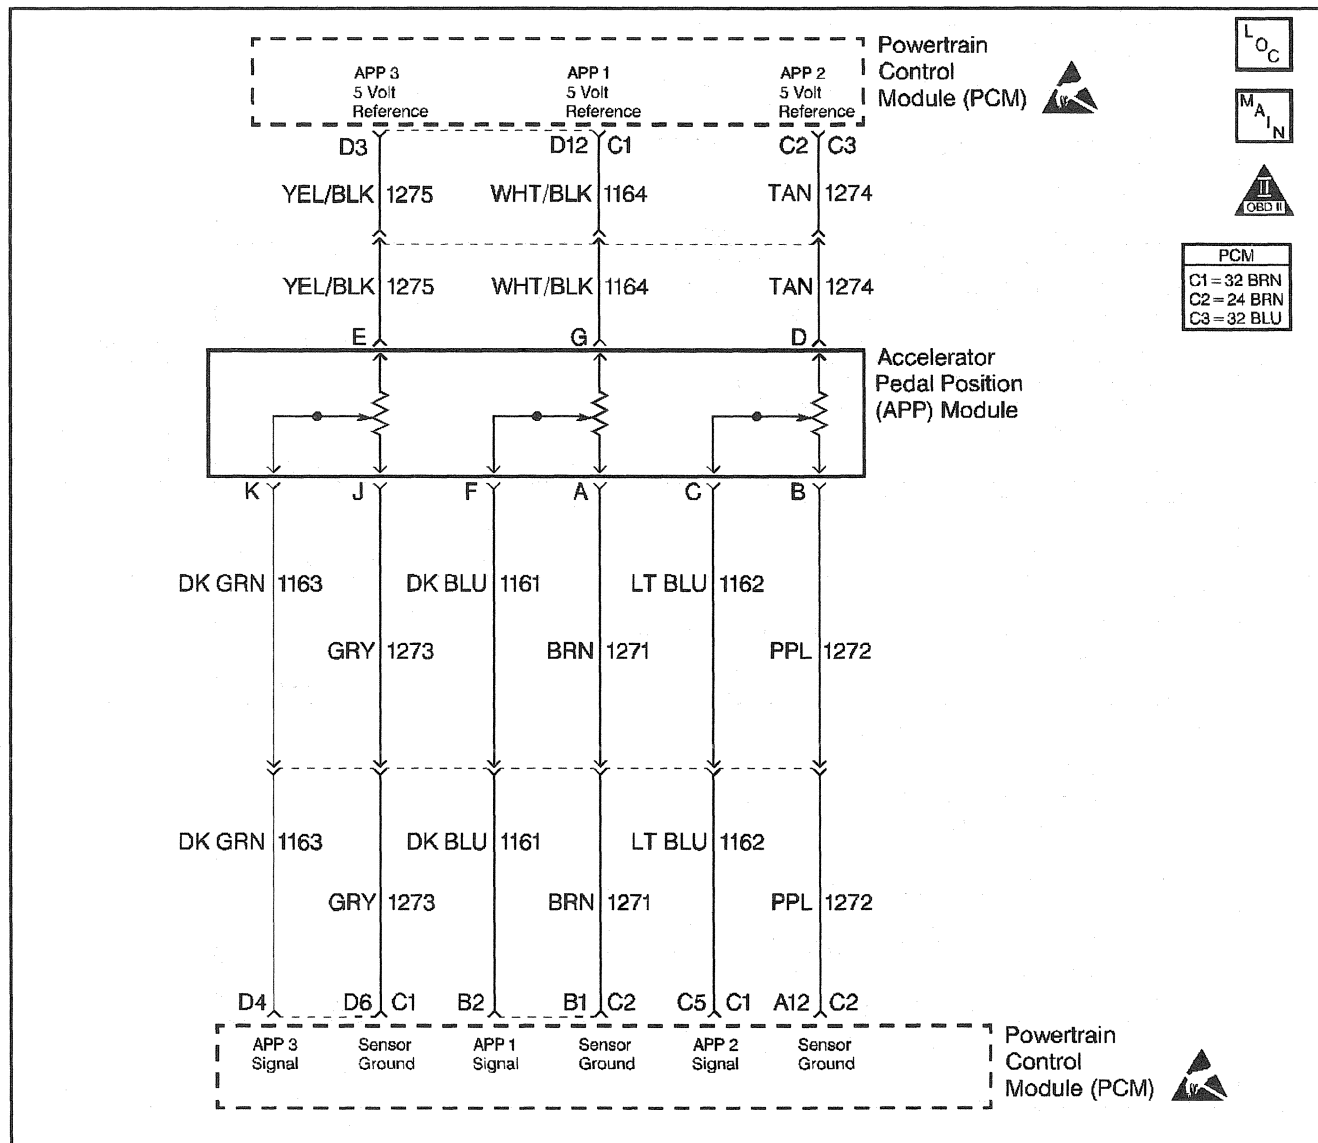 Powertrain
Control
Module (PCM)
APP 3
5 Volt
Reference
APP 1
5 Volt
Reference
APP 2
5 Volt
Reference
LOC
MAIN
II
OBD II
D3
D12 C1
C2 C3
YEL/BLK 1275
WHT/BLK 1164
TAN 1274
YEL/BLK 1275
WHT/BLK 1164
TAN 1274
PCM
C1=32 BRN
C2=24 BRN
C3=32 BLU
E
G
D
Accelerator
Pedal Position
(APP) Module
K
J
F
A
C
B
DK GRN 1163
DK BLU 1161
LT BLU 1162
GRY 1273
BRN 1271
PPL 1272
DK GRN 1163
DK BLU 1161
LT BLU 1162
GRY 1273
BRN 1271
PPL 1272
D4
D6 C1
B2
B1 C2
C5 C1
A12 C2
APP 3
Signal
Sensor
Ground
APP 1
Signal
Sensor
Ground
APP 2
Signal
Sensor
Ground
Powertrain
Control
Module (PCM)